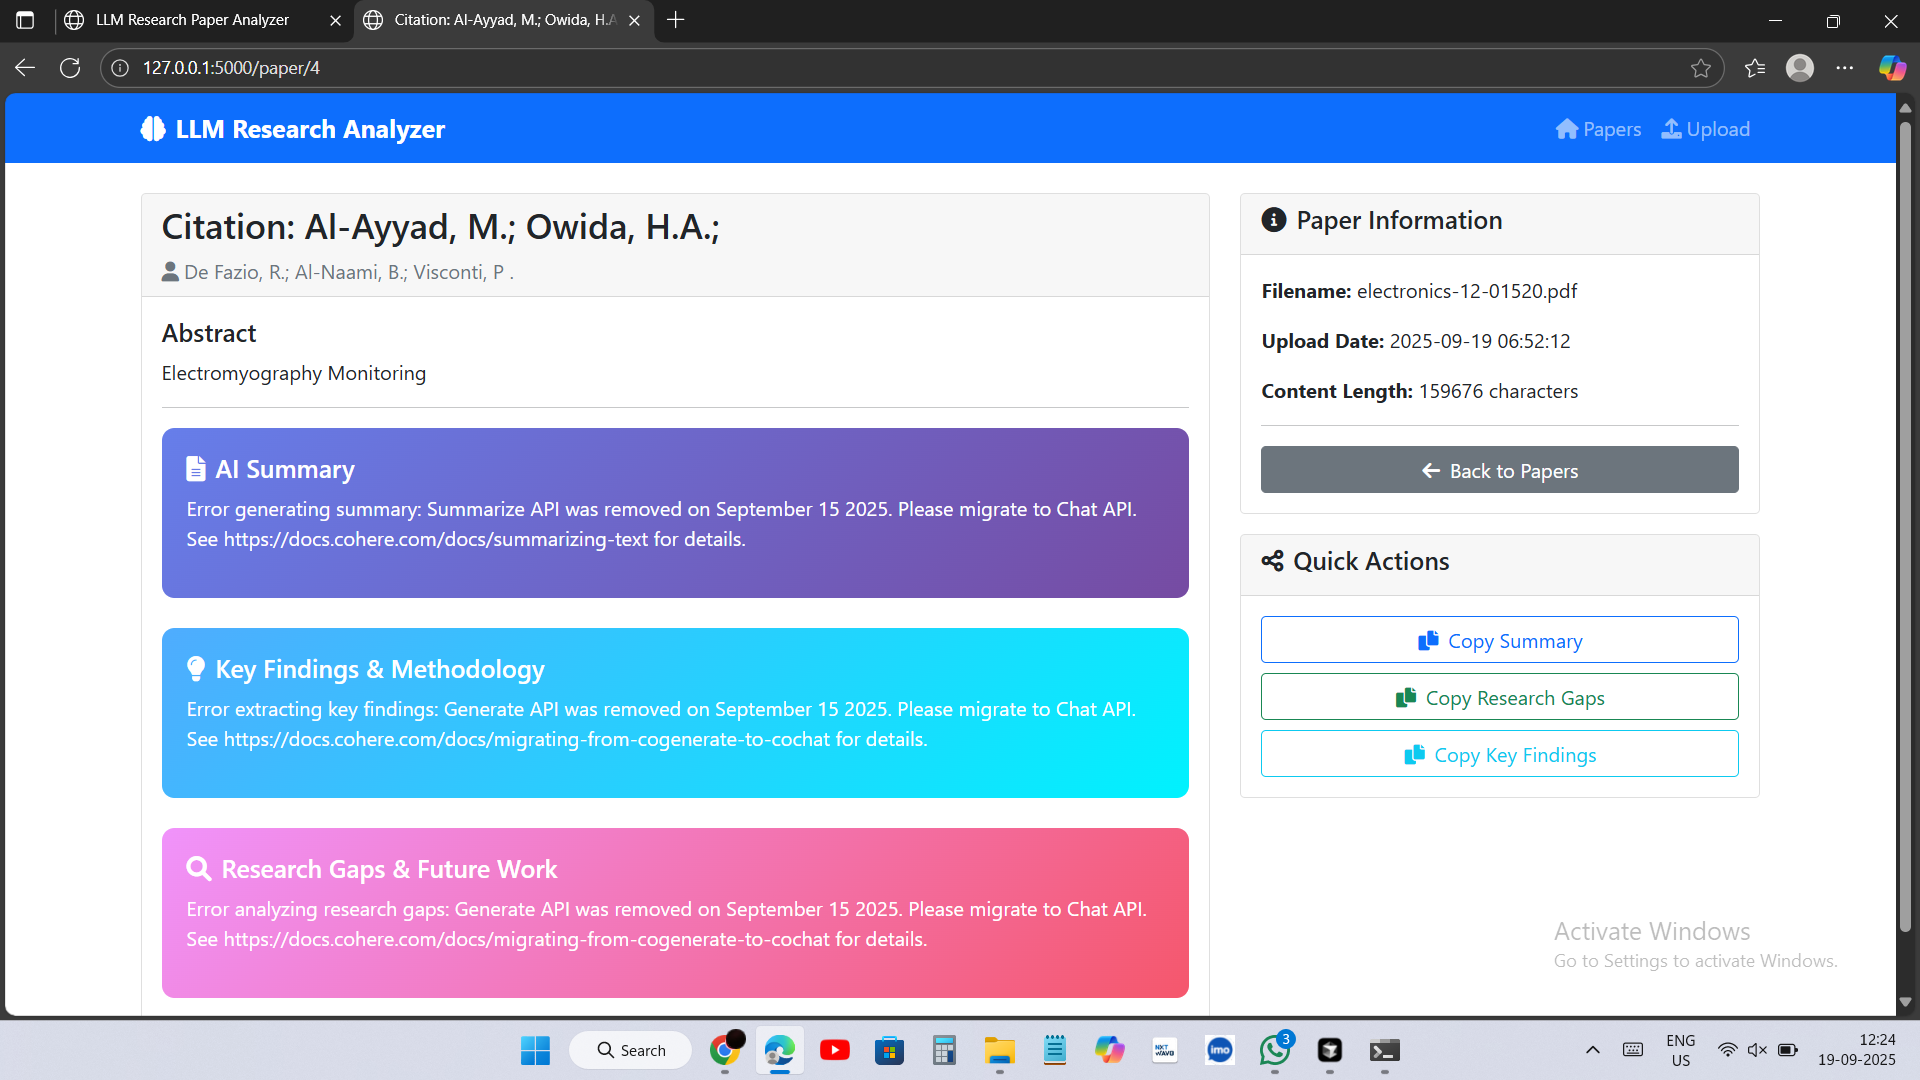 LLM Research Paper Analyzer
Citation: Al-Ayyad, M.; Owida, H.A
127.0.0.1:5000/paper/4
LLM Research Analyzer
Papers
Upload
Citation: Al-Ayyad, M.; Owida, H.A.;
De Fazio, R.; Al-Naami, B.; Visconti, P .
Abstract
Electromyography Monitoring
AI Summary
Error generating summary: Summarize API was removed on September 15 2025. Please migrate to Chat API.
See https://docs.cohere.com/docs/summarizing-text for details.
Key Findings & Methodology
Error extracting key findings: Generate API was removed on September 15 2025. Please migrate to Chat API.
See https://docs.cohere.com/docs/migrating-from-cogenerate-to-cochat for details.
Research Gaps & Future Work
Error analyzing research gaps: Generate API was removed on September 15 2025. Please migrate to Chat API.
See https://docs.cohere.com/docs/migrating-from-cogenerate-to-cochat for details.
Paper Information
Filename: electronics-12-01520.pdf
Upload Date: 2025-09-19 06:52:12
Content Length: 159676 characters
Back to Papers
Quick Actions
Copy Summary
Copy Research Gaps
Copy Key Findings
Activate Windows
Go to Settings to activate Windows.
Search
NXT
WAVE
imo
3
ENG
US
12:24
19-09-2025